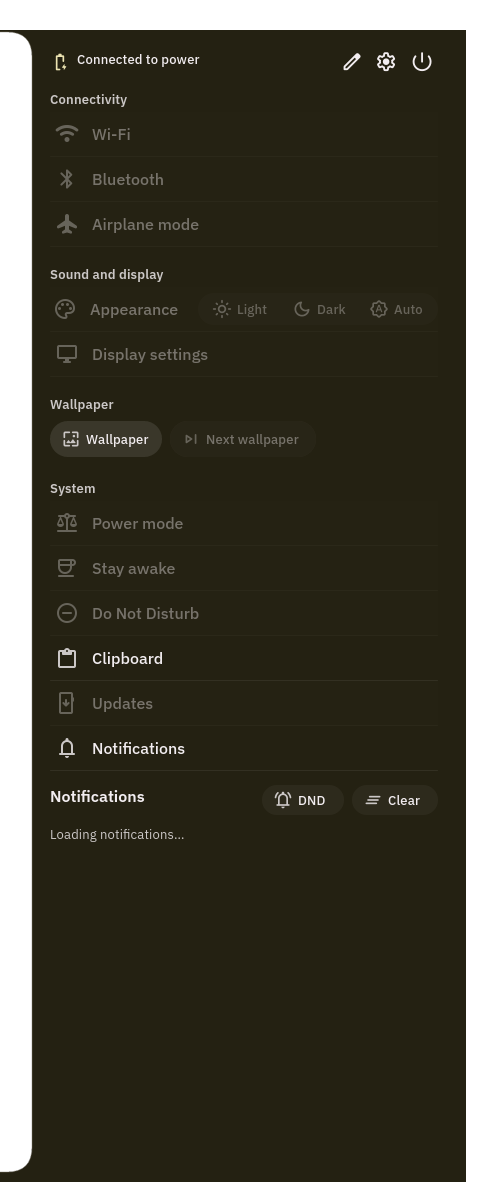 Connected to power
Connectivity
Wi-Fi
Bluetooth
Airplane mode
Sound and display
Appearance Light Dark Auto
Display settings
Wallpaper
Wallpaper Next wallpaper
System
Power mode
Stay awake
Do Not Disturb
Clipboard
Updates
Notifications
Notifications DND Clear
Loading notifications...